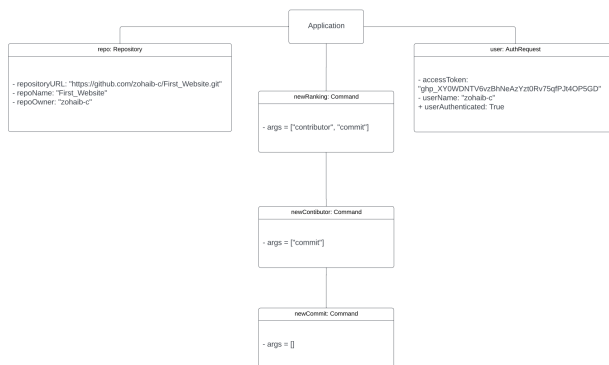 Application
repo: Repository
- repositoryURL: "https://github.com/zohaib-c/First_Website.git"
- repoName: "First_Website"
- repoOwner: "zohaib-c"
user: AuthRequest
- accessToken:
"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"
- userName: "zohaib-c"
+ userAuthenticated: True
newRanking: Command
- args = ["contributor", "commit"]
newContibutor: Command
- args = ["commit"]
newCommit: Command
- args = []